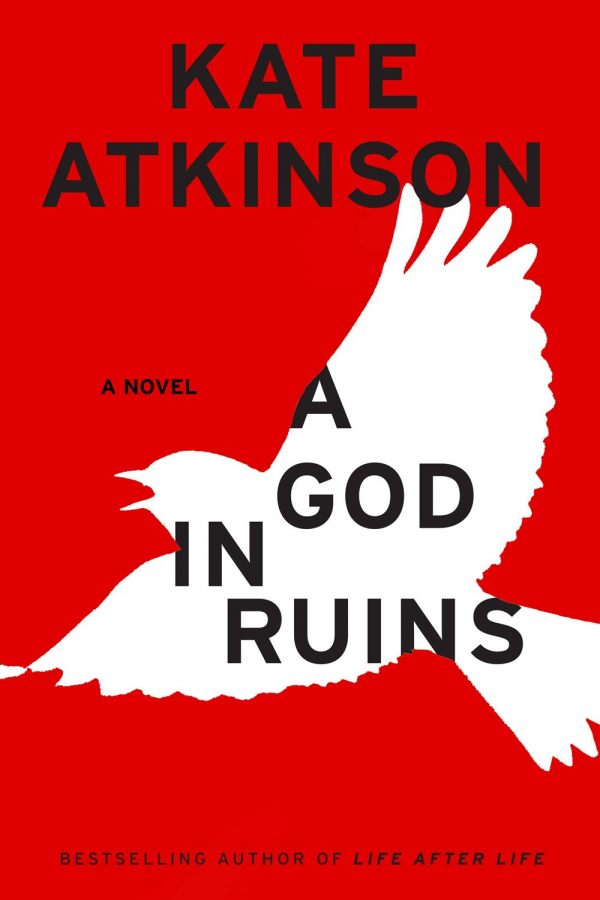 KATE
ATKINSON
A NOVEL
A
GOD
IN
RUINS
BESTSELLING AUTHOR OF LIFE AFTER LIFE